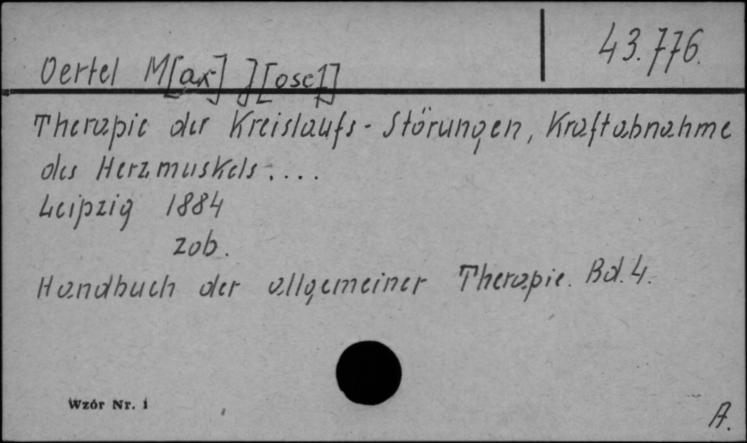 43.776.
Oertel M[ax] J[osef]
Therapie der Kreislaufs-Störungen, Kraftabnahme
des Herzmuskels....
Leipzig 1884
zob.
Handbuch der allgemeiner Therapie. Bd. 4.
Wzór Nr. 1
A.